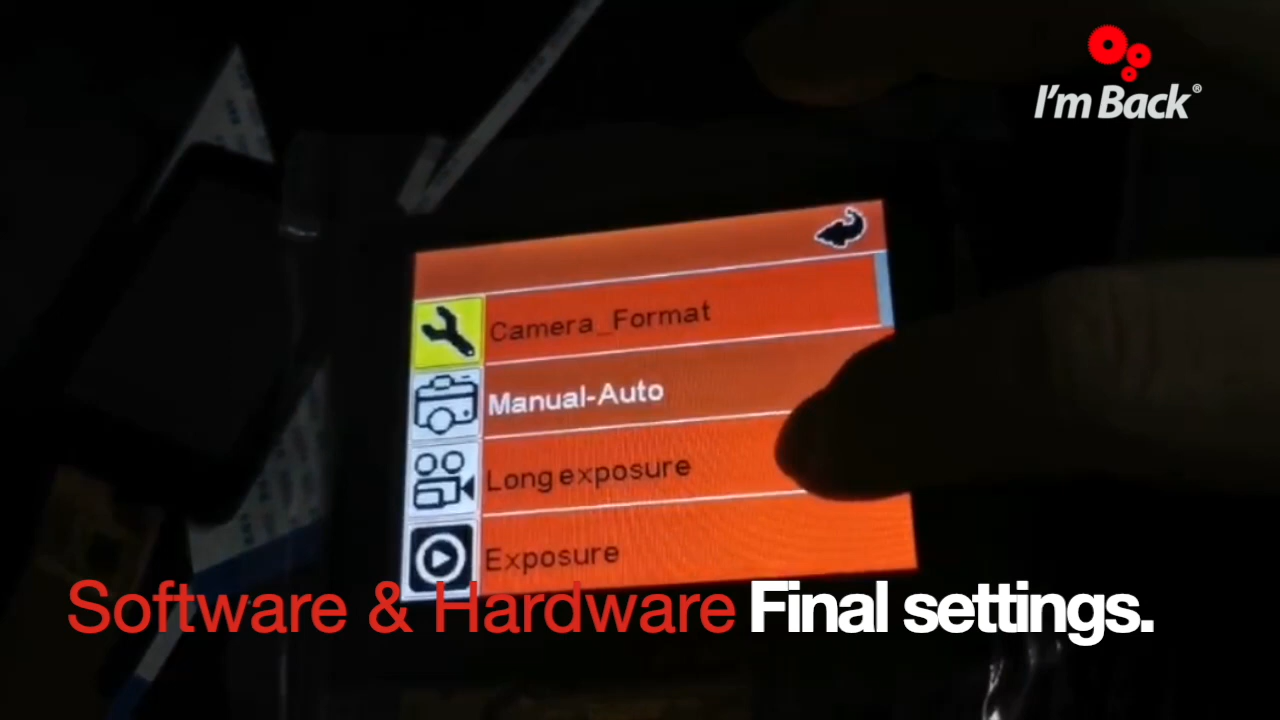 I'm Back®
Camera_Format
Manual-Auto
Long exposure
Exposure
Software & Hardware Final settings.